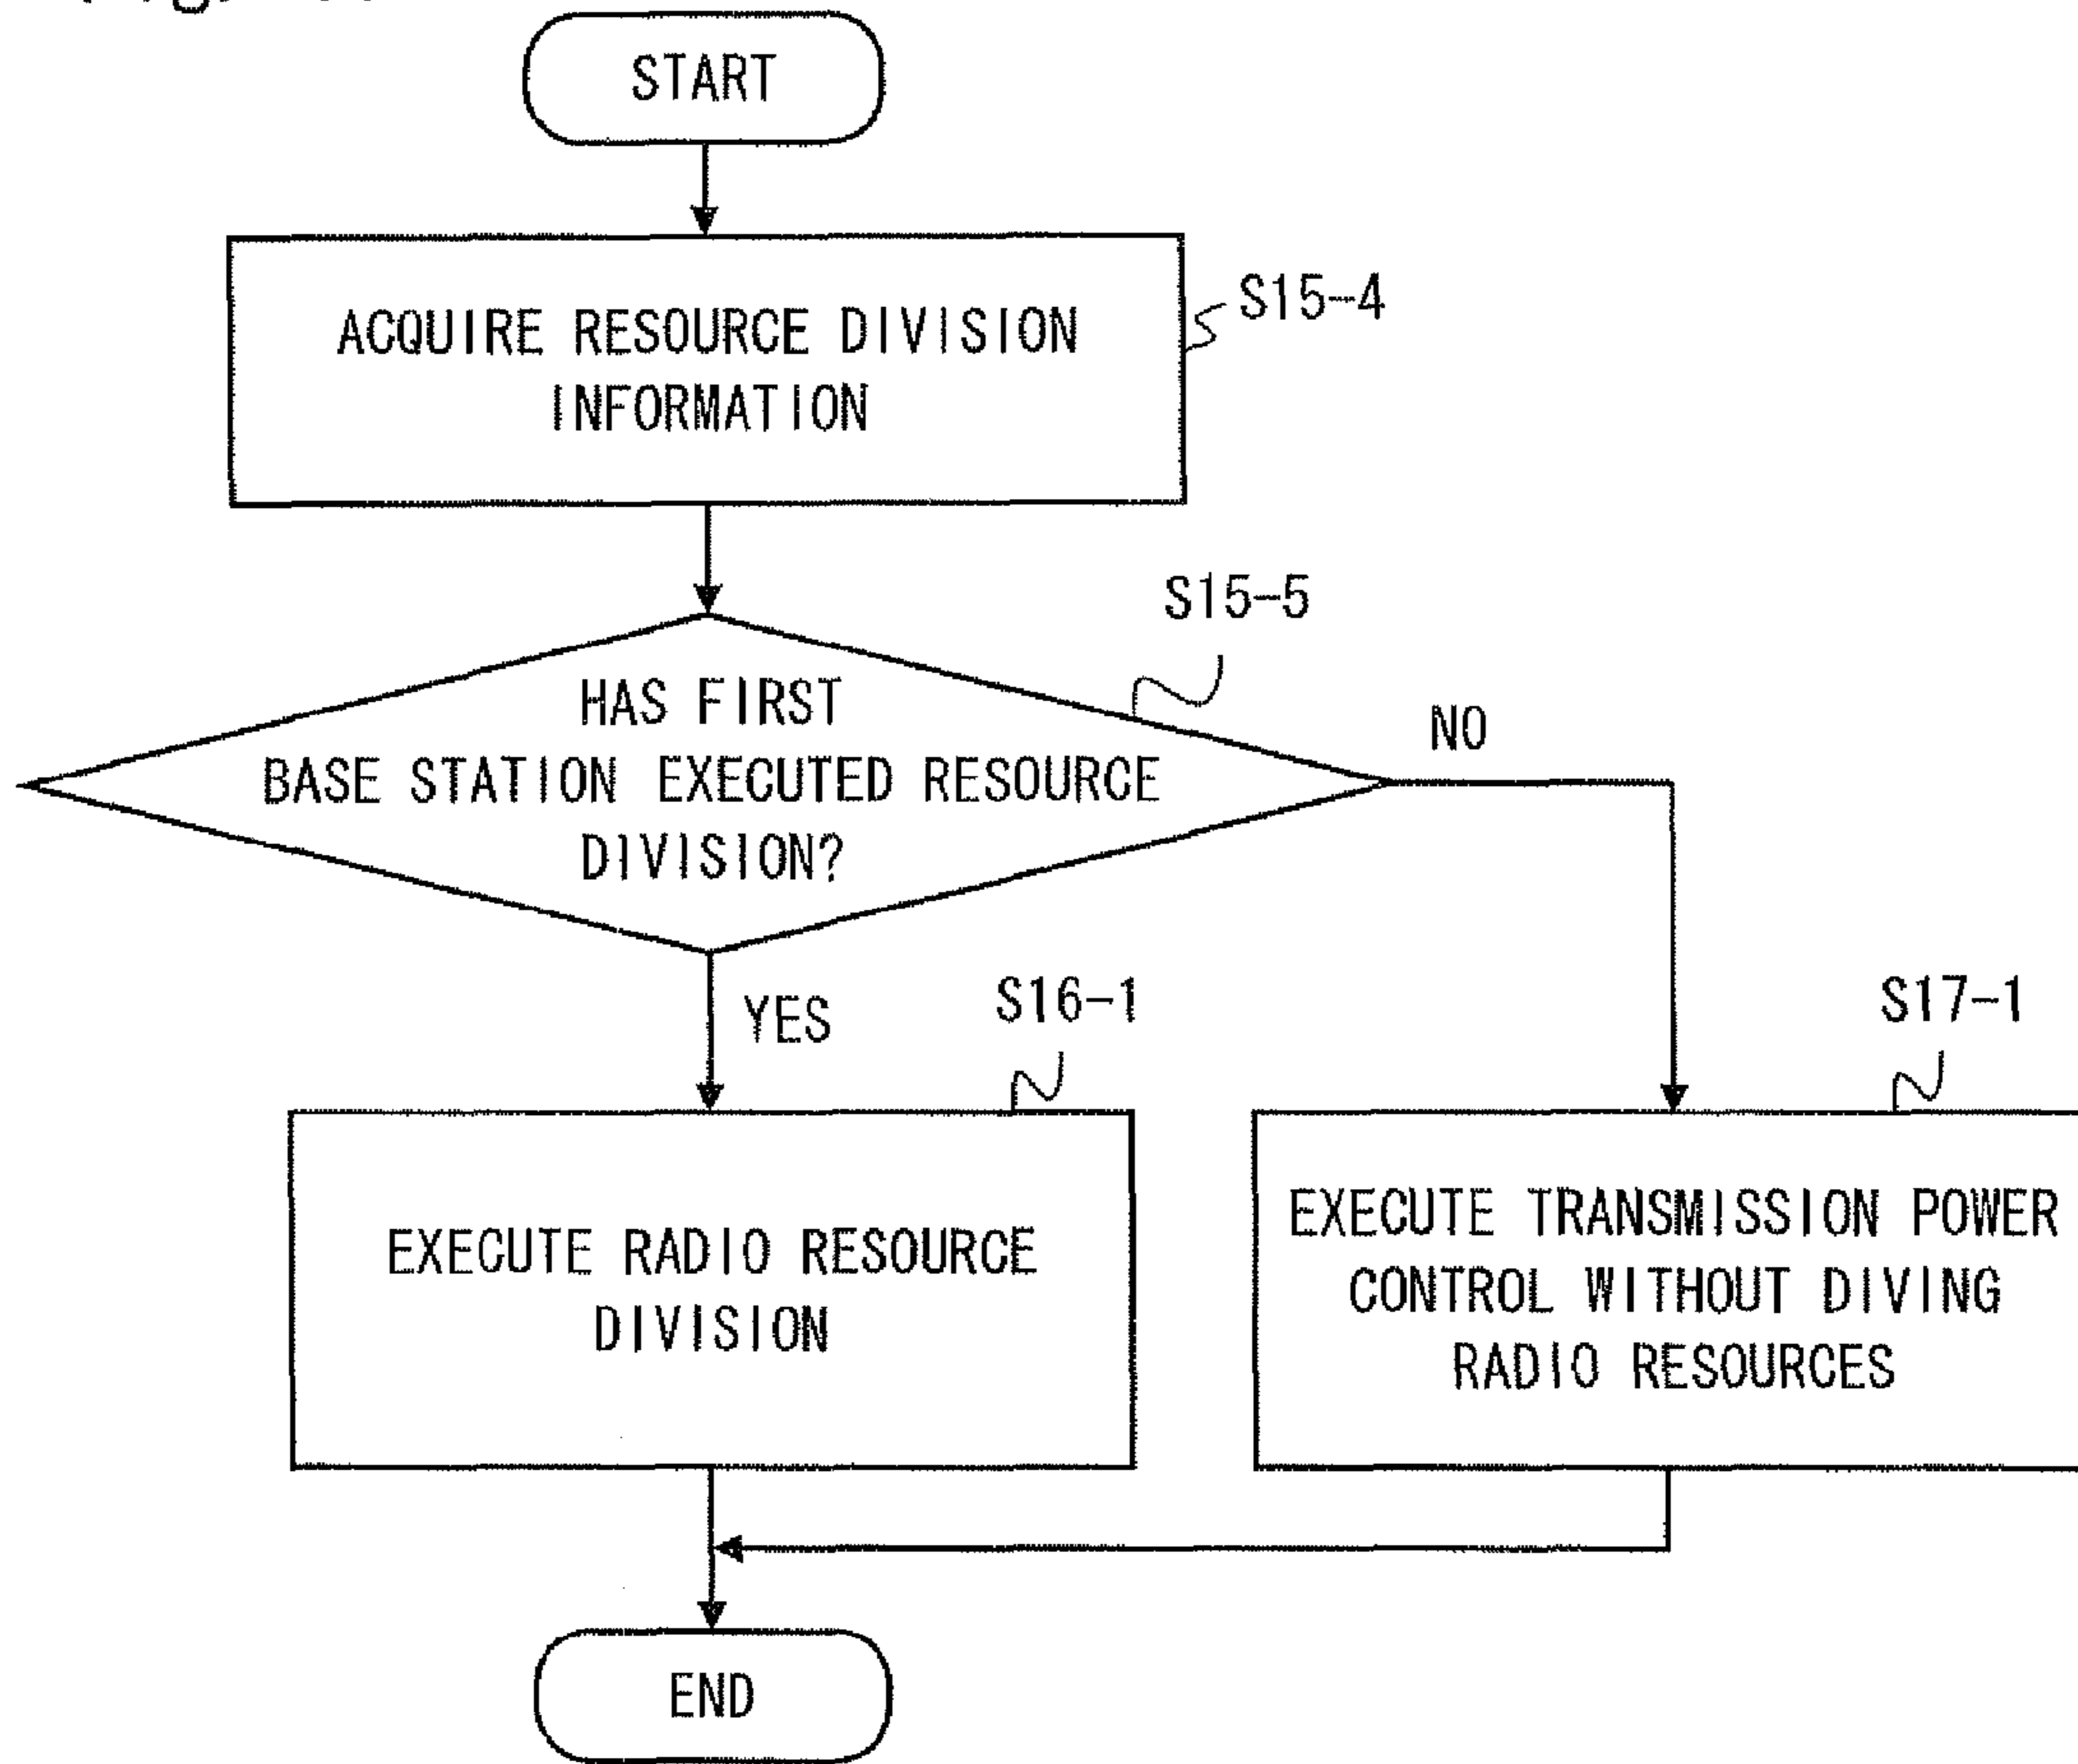 START
ACQUIRE RESOURCE DIVISION
INFORMATION
S15-4
S15-5
HAS FIRST
BASE STATION EXECUTED RESOURCE
DIVISION?
NO
YES
S16-1
S17-1
EXECUTE RADIO RESOURCE
DIVISION
EXECUTE TRANSMISSION POWER
CONTROL WITHOUT DIVING
RADIO RESOURCES
END